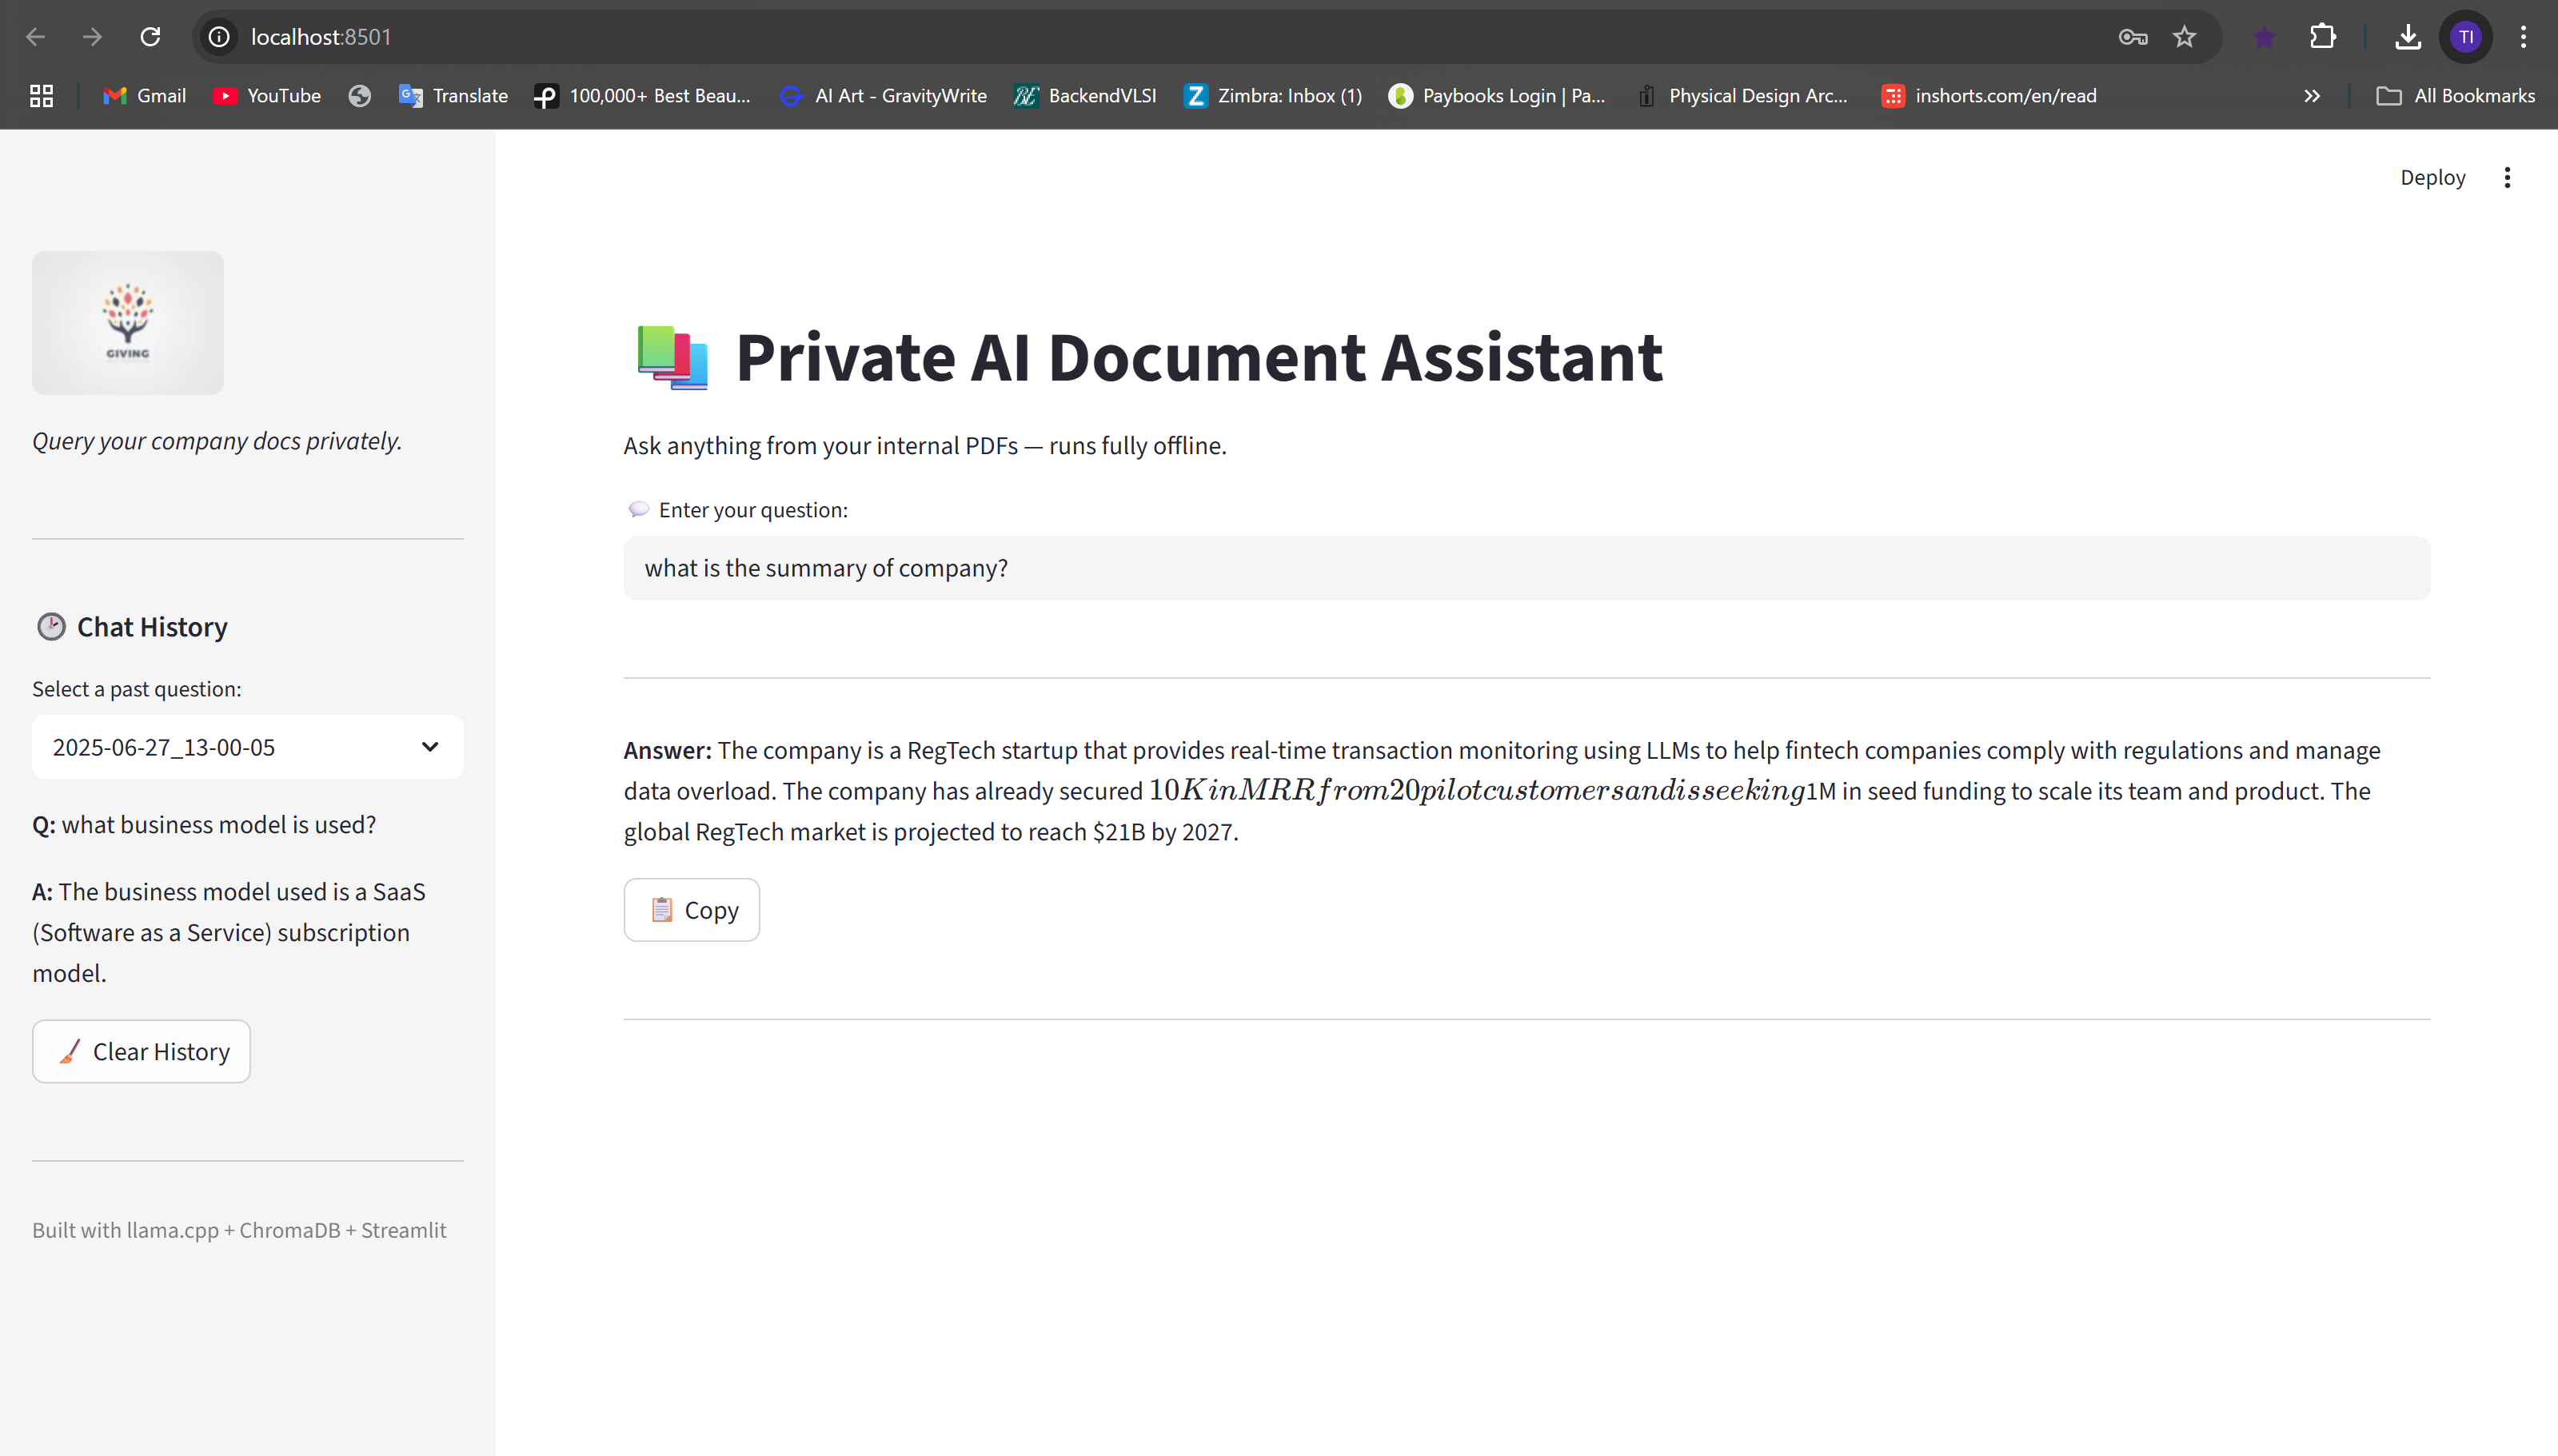 localhost:8501
TI
Gmail
YouTube
Translate
100,000+ Best Beau...
AI Art - GravityWrite
BackendVLSI
Zimbra: Inbox (1)
Paybooks Login | Pa...
Physical Design Arc...
inshorts.com/en/read
All Bookmarks
Deploy
GIVING
Query your company docs privately.
Chat History
Select a past question:
2025-06-27_13-00-05
Q: what business model is used?
A: The business model used is a SaaS
(Software as a Service) subscription
model.
Clear History
Built with llama.cpp + ChromaDB + Streamlit
Private AI Document Assistant
Ask anything from your internal PDFs — runs fully offline.
Enter your question:
what is the summary of company?
Answer: The company is a RegTech startup that provides real-time transaction monitoring using LLMs to help fintech companies comply with regulations and manage
data overload. The company has already secured 10KinMRRfrom20pilotcustomersandisseeking1M in seed funding to scale its team and product. The
global RegTech market is projected to reach $21B by 2027.
Copy